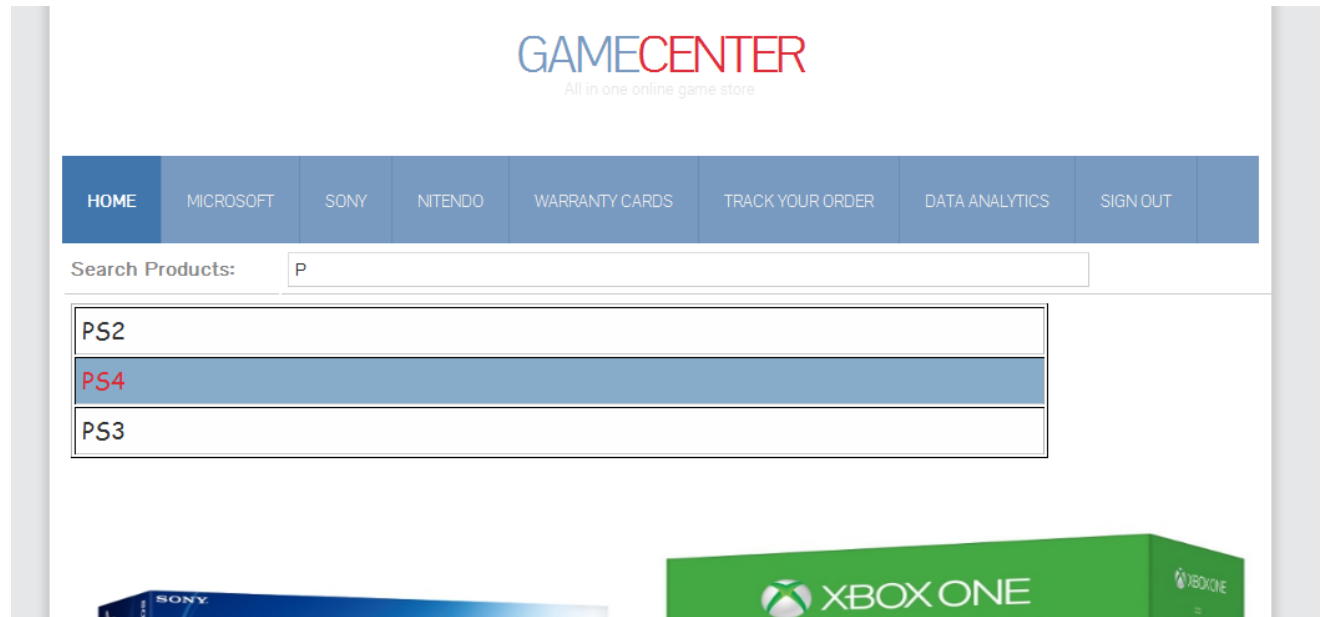 GAMECENTER
All in one online game store
HOME MICROSOFT SONY NITENDO WARRANTY CARDS TRACK YOUR ORDER DATA ANALYTICS SIGN OUT
Search Products: P
PS2
PS4
PS3
SONY
XBOX ONE
XBOX ONE